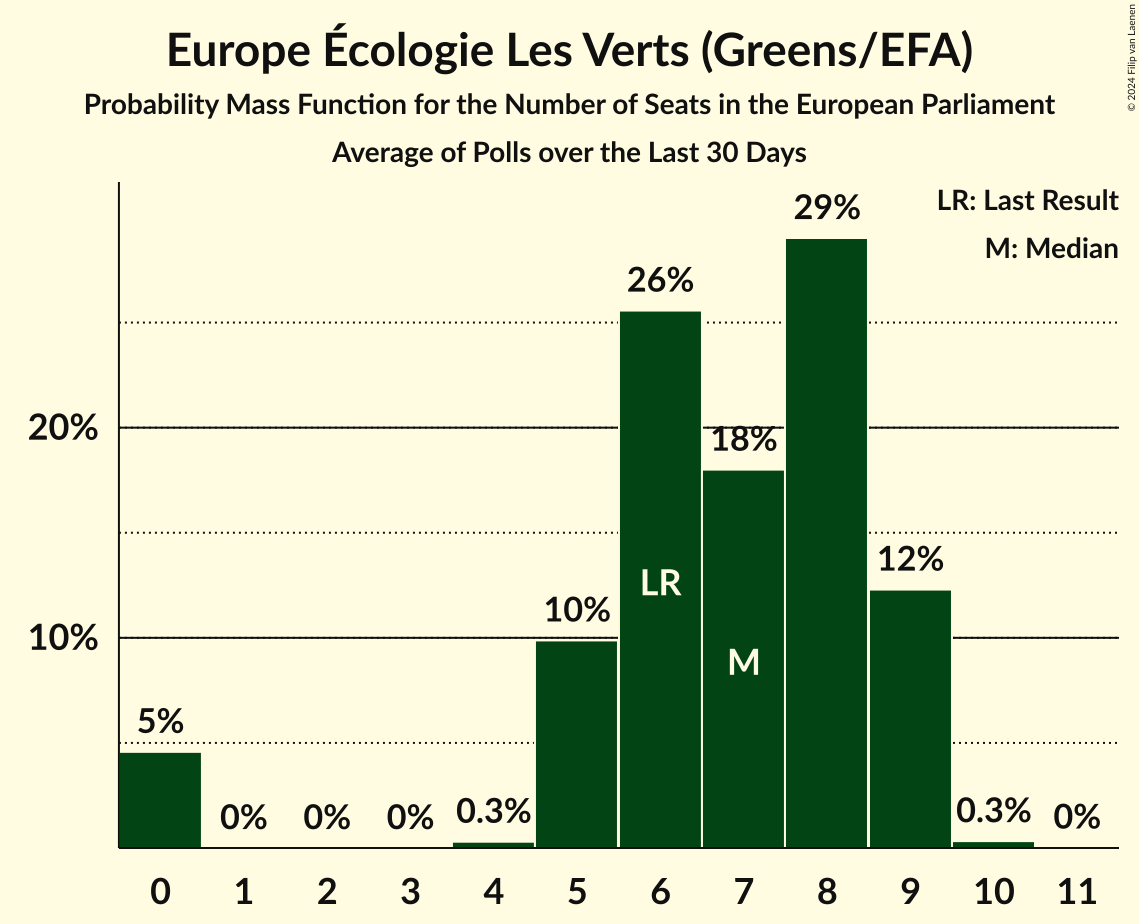 Europe Écologie Les Verts (Greens/EFA)
Probability Mass Function for the Number of Seats in the European Parliament
Average of Polls over the Last 30 Days
© 2024 Filip van Laenen
LR: Last Result
M: Median
20%
10%
5%
0%
0%
0%
0.3%
10%
26%
18%
29%
12%
0.3%
0%
LR
M
0 1 2 3 4 5 6 7 8 9 10 11